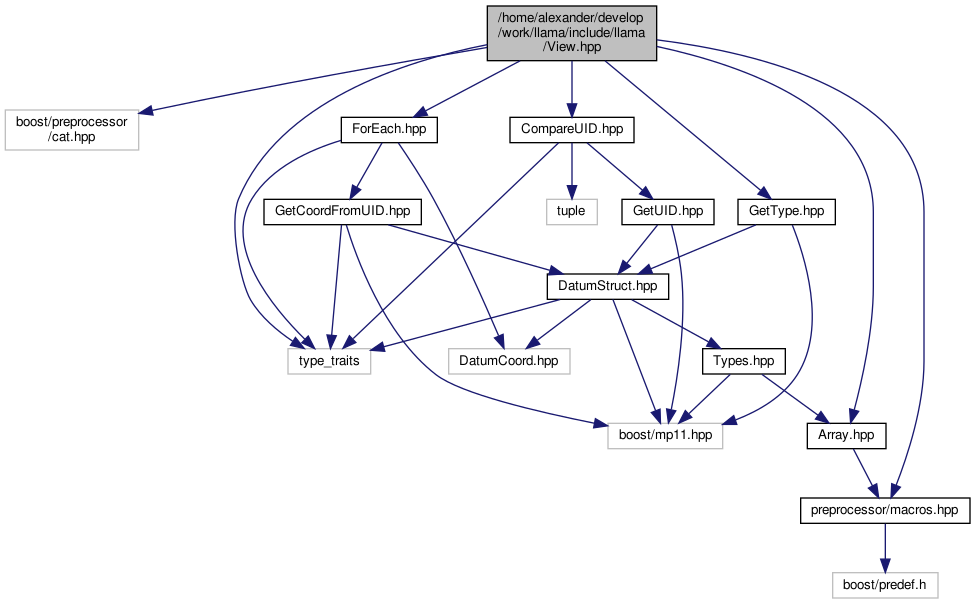 /home/alexander/develop
/work/llama/include/llama
/View.hpp
boost/preprocessor
/cat.hpp
ForEach.hpp
CompareUID.hpp
GetCoordFromUID.hpp
tuple
GetUID.hpp
GetType.hpp
DatumStruct.hpp
type_traits
DatumCoord.hpp
Types.hpp
boost/mp11.hpp
Array.hpp
preprocessor/macros.hpp
boost/predef.h